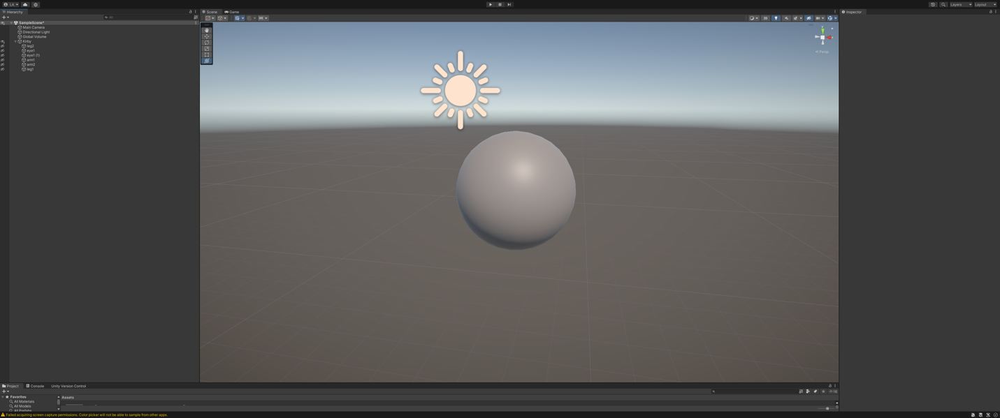 LA
Layers
Layout
Hierarchy
Scene
Game
Inspector
All
SampleScene*
Main Camera
Directional Light
Global Volume
Kirby
leg2
eye1
eye1 (1)
arm1
arm2
leg1
Persp
Project
Console
Unity Version Control
Favorites
All Materials
All Models
Assets
Failed acquiring screen capture permissions. Color picker will not be able to sample from other apps.